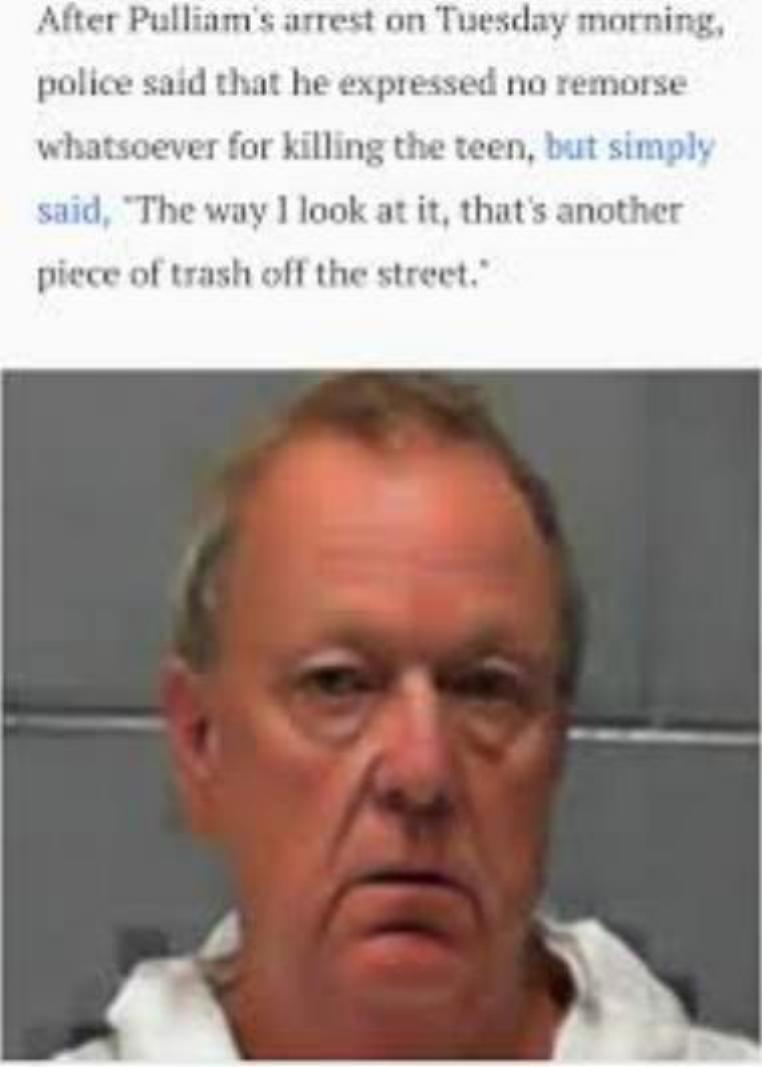 After Pulliam's arrest on Tuesday morning,
police said that he expressed no remorse
whatsoever for killing the teen, but simply
said, "The way I look at it, that's another
piece of trash off the street."